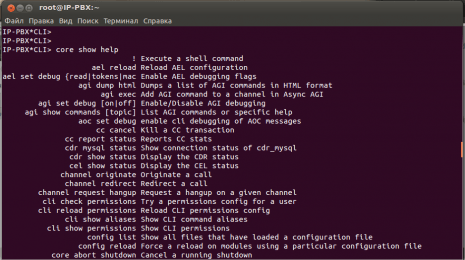 root@IP-PBX: ~
Файл Правка Вид Поиск Терминал Справка
IP-PBX*CLI>
IP-PBX*CLI>
IP-PBX*CLI> core show help
! Execute a shell command
ael reload Reload AEL configuration
ael set debug {read|tokens|mac Enable AEL debugging flags
agi dump html Dumps a list of AGI commands in HTML format
agi exec Add AGI command to a channel in Async AGI
agi set debug [on|off] Enable/Disable AGI debugging
agi show commands [topic] List AGI commands or specific help
aoc set debug enable cli debugging of AOC messages
cc cancel Kill a CC transaction
cc report status Reports CC stats
cdr mysql status Show connection status of cdr_mysql
cdr show status Display the CDR status
cel show status Display the CEL status
channel originate Originate a call
channel redirect Redirect a call
channel request hangup Request a hangup on a given channel
cli check permissions Try a permissions config for a user
cli reload permissions Reload CLI permissions config
cli show aliases Show CLI command aliases
cli show permissions Show CLI permissions
config list Show all files that have loaded a configuration file
config reload Force a reload on modules using a particular configuration file
core abort shutdown Cancel a running shutdown